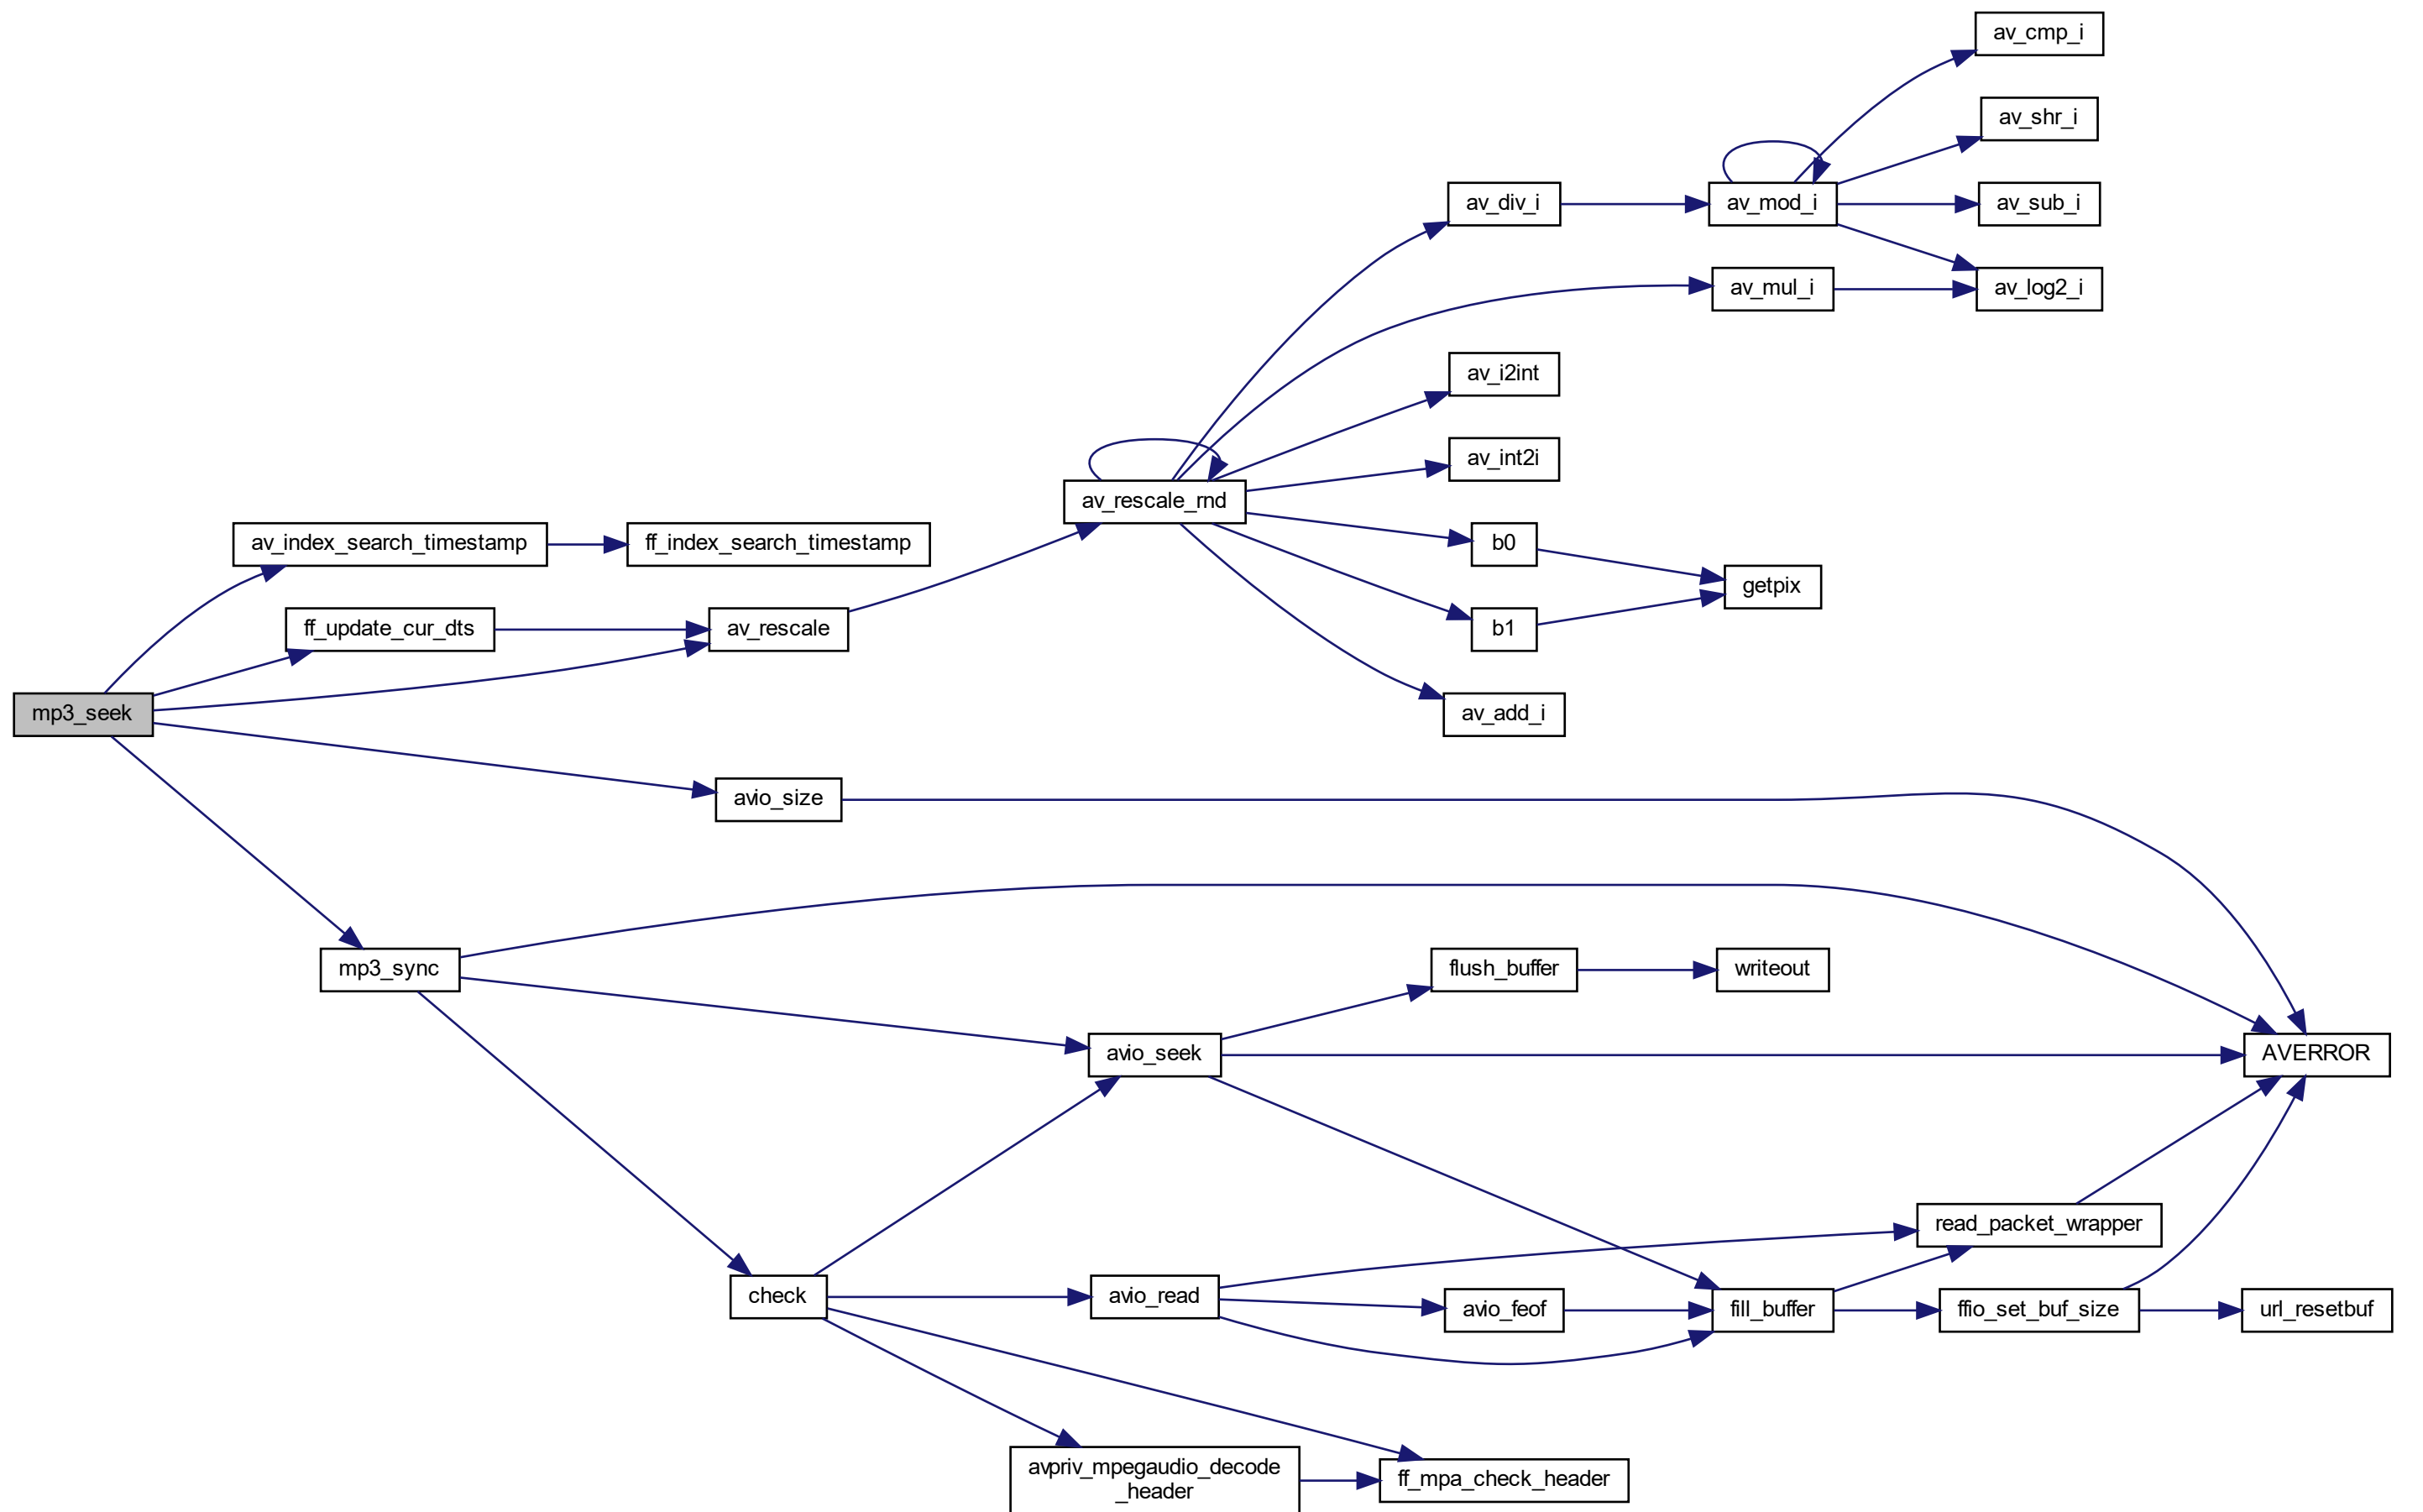 av_cmp_i
av_shr_i
av_div_i
av_mod_i
av_sub_i
av_mul_i
av_log2_i
av_i2int
av_int2i
av_rescale_rnd
av_index_search_timestamp
ff_index_search_timestamp
b0
getpix
ff_update_cur_dts
av_rescale
b1
mp3_seek
av_add_i
avio_size
mp3_sync
flush_buffer
writeout
avio_seek
AVERROR
read_packet_wrapper
check
avio_read
avio_feof
fill_buffer
ffio_set_buf_size
url_resetbuf
avpriv_mpegaudio_decode
_header
ff_mpa_check_header